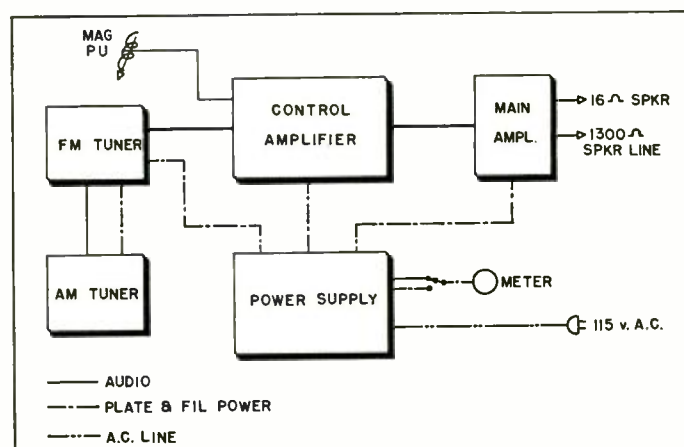 MAG
PU
CONTROL
AMPLIFIER
MAIN
AMPL.
16 Ω SPKR
1300 Ω
SPKR LINE
FM TUNER
AM TUNER
POWER SUPPLY
METER
115 v. A.C.
AUDIO
PLATE & FIL POWER
A.C. LINE